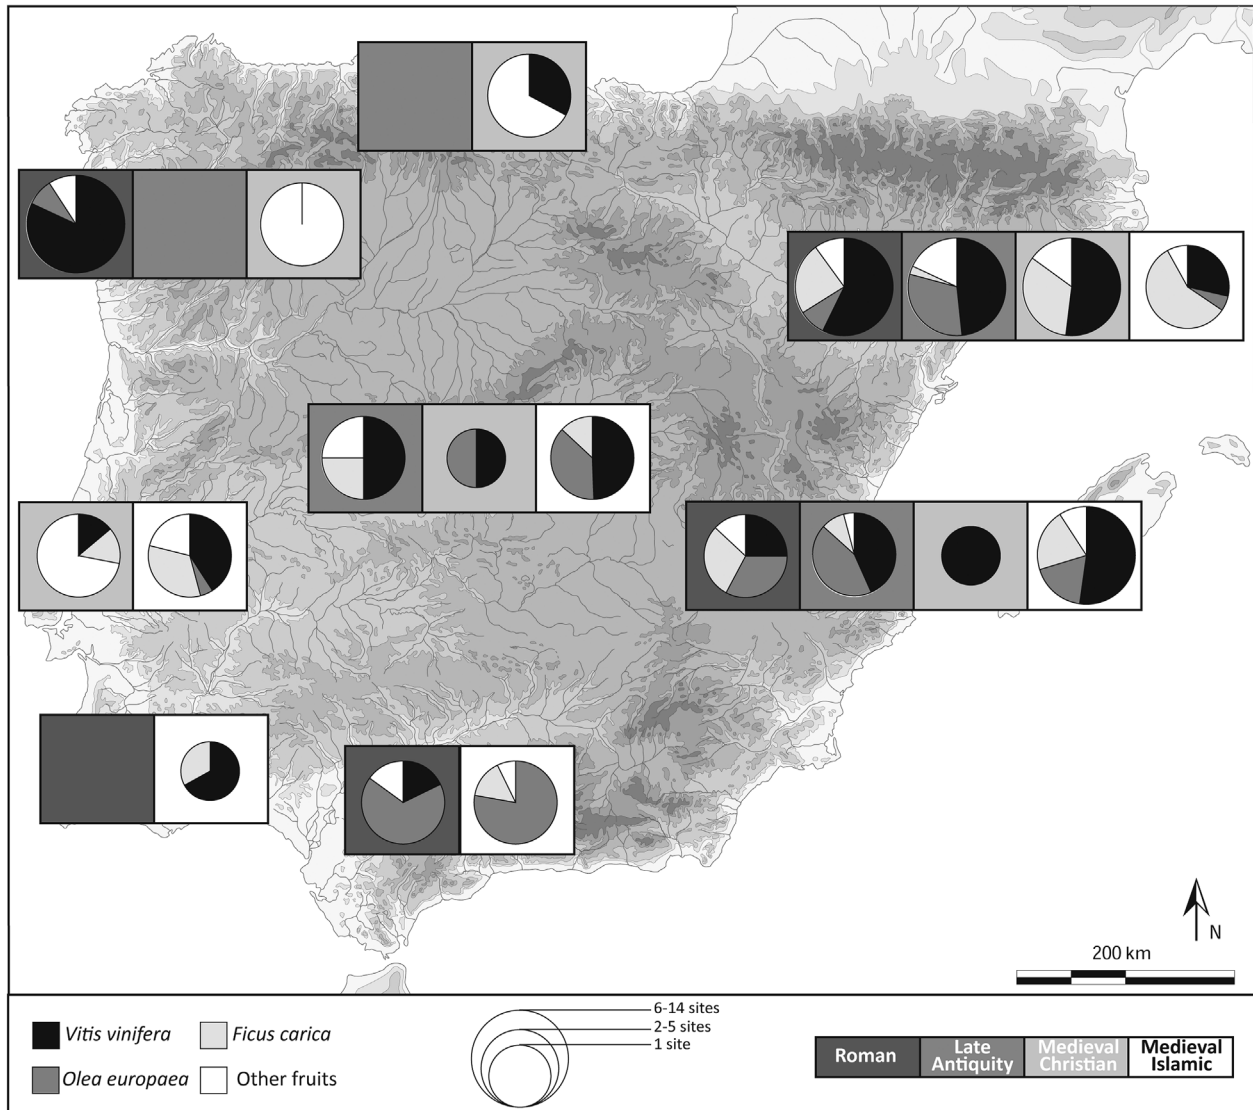 N
200 km
Vitis vinifera
Ficus carica
Olea europaea
Other fruits
6-14 sites
2-5 sites
1 site
Roman
Late
Antiquity
Medieval
Christian
Medieval
Islamic